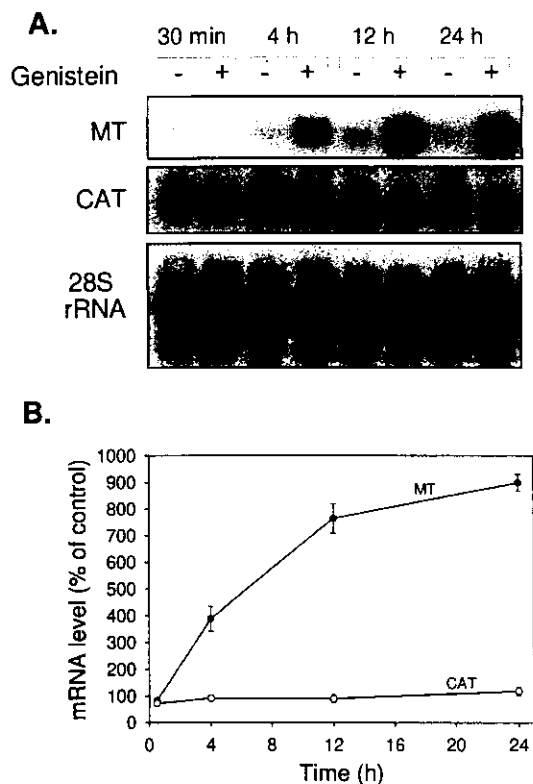 A.
30 min 4 h 12 h 24 h
Genistein - + - + - + - +
MT
CAT
28S
rRNA
B.
mRNA level (% of control)
1000
900
800
700
600
500
400
300
200
100
0
MT
CAT
0 4 8 12 16 20 24
Time (h)